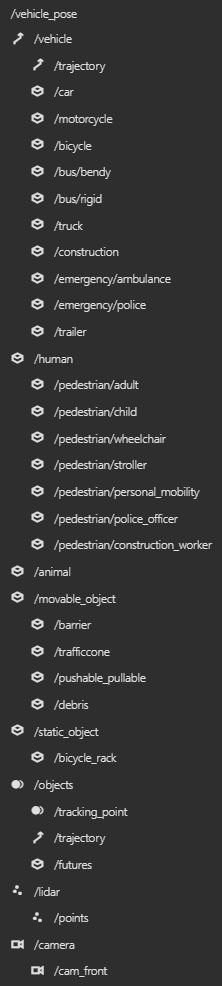 /vehicle_pose
/vehicle
/trajectory
/car
/motorcycle
/bicycle
/bus/bendy
/bus/rigid
/truck
/construction
/emergency/ambulance
/emergency/police
/trailer
/human
/pedestrian/adult
/pedestrian/child
/pedestrian/wheelchair
/pedestrian/stroller
/pedestrian/personal_mobility
/pedestrian/police_officer
/pedestrian/construction_worker
/animal
/movable_object
/barrier
/trafficcone
/pushable_pullable
/debris
/static_object
/bicycle_rack
/objects
/tracking_point
/trajectory
/futures
/lidar
/points
/camera
/cam_front